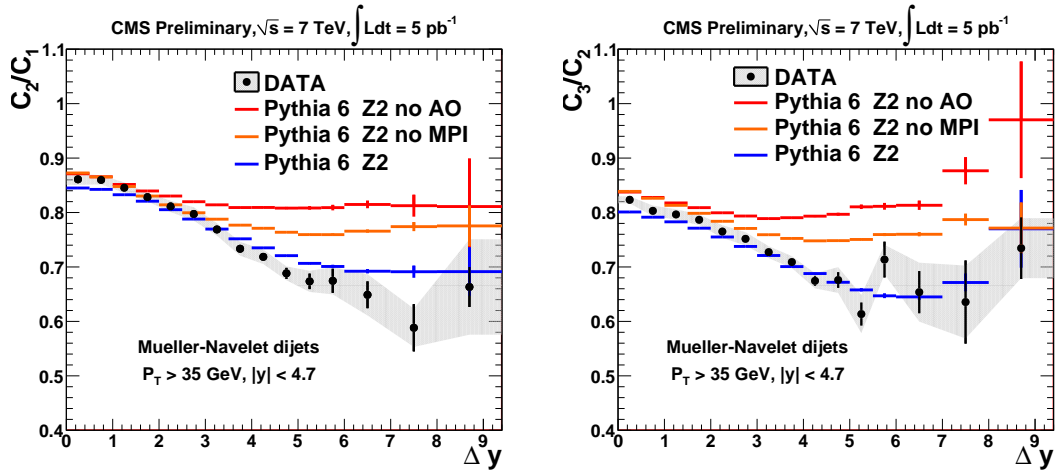 CMS Preliminary, √s = 7 TeV, ∫Ldt = 5 pb⁻¹
C₂/C₁
1.1
1
0.9
0.8
0.7
0.6
0.5
0.4
DATA
Pythia 6 Z2 no AO
Pythia 6 Z2 no MPI
Pythia 6 Z2
Mueller-Navelet dijets
P_T > 35 GeV, |y| < 4.7
0 1 2 3 4 5 6 7 8 9
Δ y
CMS Preliminary, √s = 7 TeV, ∫Ldt = 5 pb⁻¹
C₃/C₂
1.1
1
0.9
0.8
0.7
0.6
0.5
0.4
DATA
Pythia 6 Z2 no AO
Pythia 6 Z2 no MPI
Pythia 6 Z2
Mueller-Navelet dijets
P_T > 35 GeV, |y| < 4.7
0 1 2 3 4 5 6 7 8 9
Δ y